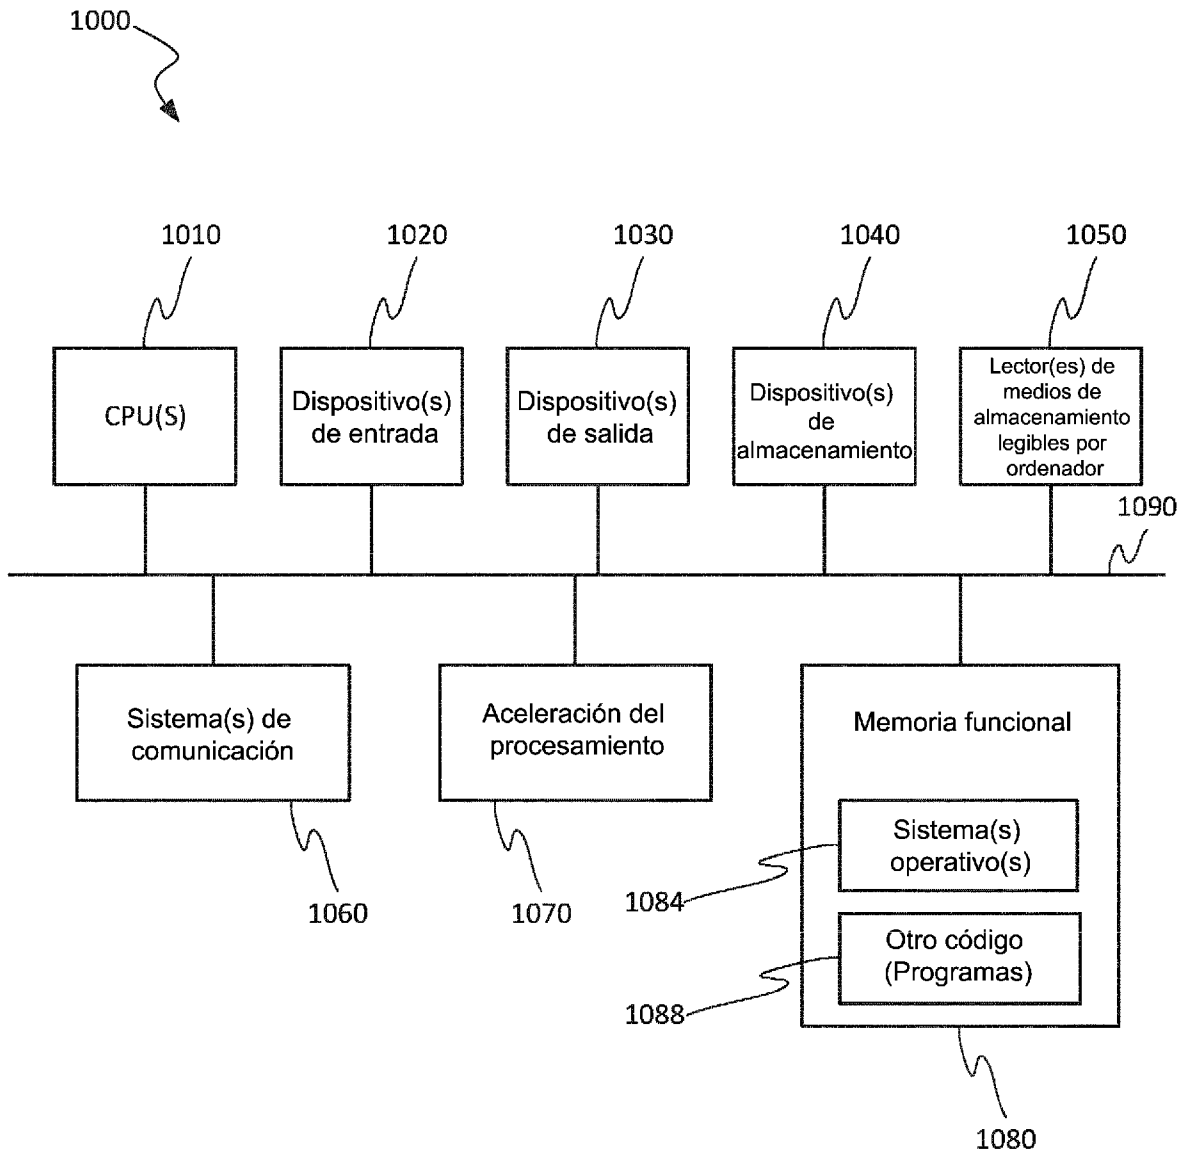 1000
1010
1020
1030
1040
1050
CPU(S)
Dispositivo(s)
de entrada
Dispositivo(s)
de salida
Dispositivo(s)
de
almacenamiento
Lector(es) de
medios de
almacenamiento
legibles por
ordenador
1090
Sistema(s) de
comunicación
Aceleración del
procesamiento
Memoria funcional
Sistema(s)
operativo(s)
Otro código
(Programas)
1060
1070
1084
1088
1080